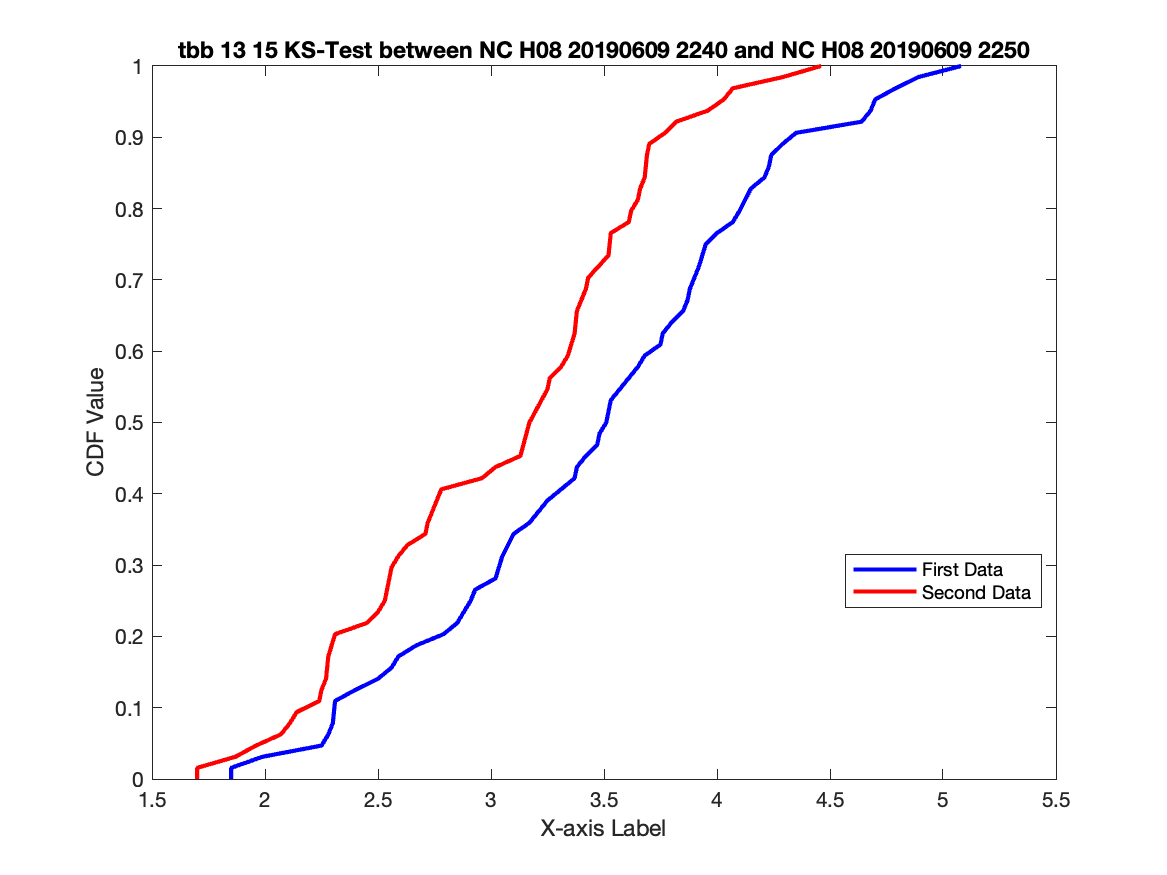 tbb 13 15 KS-Test between NC H08 20190609 2240 and NC H08 20190609 2250
1
0.9
0.8
0.7
0.6
0.5
0.4
0.3
0.2
0.1
0
CDF Value
First Data
Second Data
1.5 2 2.5 3 3.5 4 4.5 5 5.5
X-axis Label